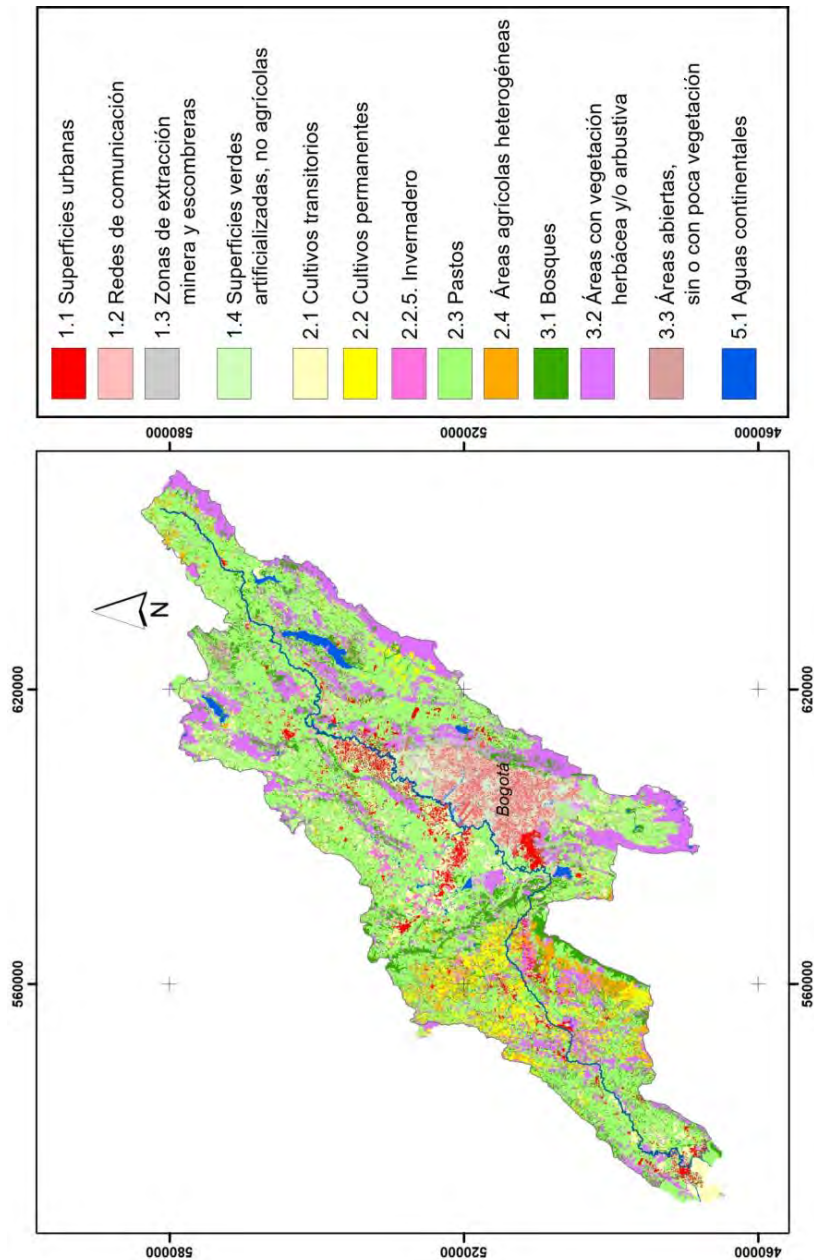 1.1 Superficies urbanas
1.2 Redes de comunicación
1.3 Zonas de extracción
minera y escombreras
1.4 Superficies verdes
artificializadas, no agrícolas
2.1 Cultivos transitorios
2.2 Cultivos permanentes
2.2.5. Invernadero
2.3 Pastos
2.4 Áreas agrícolas heterogéneas
3.1 Bosques
3.2 Áreas con vegetación
herbácea y/o arbustiva
3.3 Áreas abiertas,
sin o con poca vegetación
5.1 Aguas continentales
580000
520000
460000
N
620000
620000
Bogotá
560000
560000
580000
520000
460000